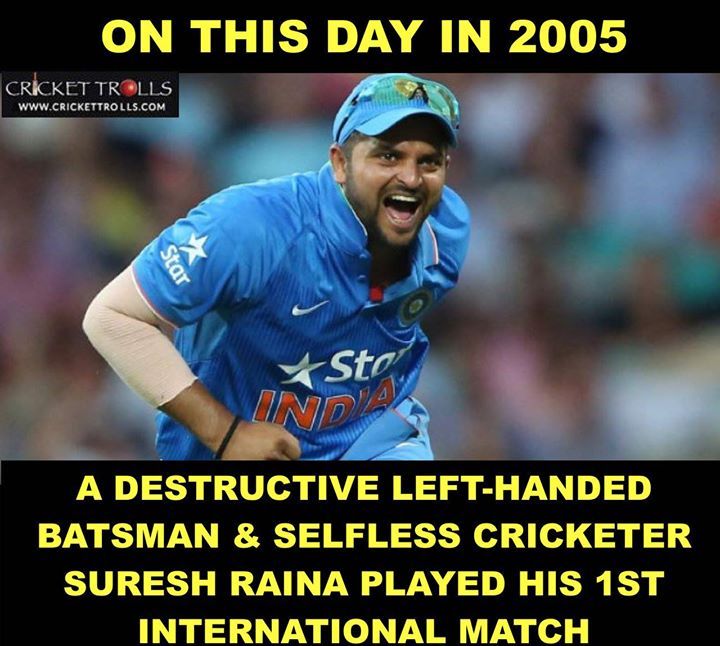 ON THIS DAY IN 2005
CRICKET TROLLS
WWW.CRICKETTROLLS.COM
Star
Star
INDIA
A DESTRUCTIVE LEFT-HANDED
BATSMAN & SELFLESS CRICKETER
SURESH RAINA PLAYED HIS 1ST
INTERNATIONAL MATCH